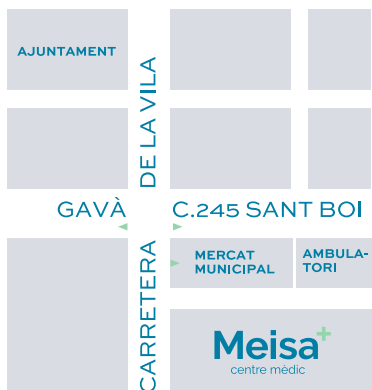 AJUNTAMENT
CARRETERA DE LA VILA
GAVÀ C.245 SANT BOI
MERCAT
MUNICIPAL
AMBULA-
TORI
Meisa+
centre mèdic